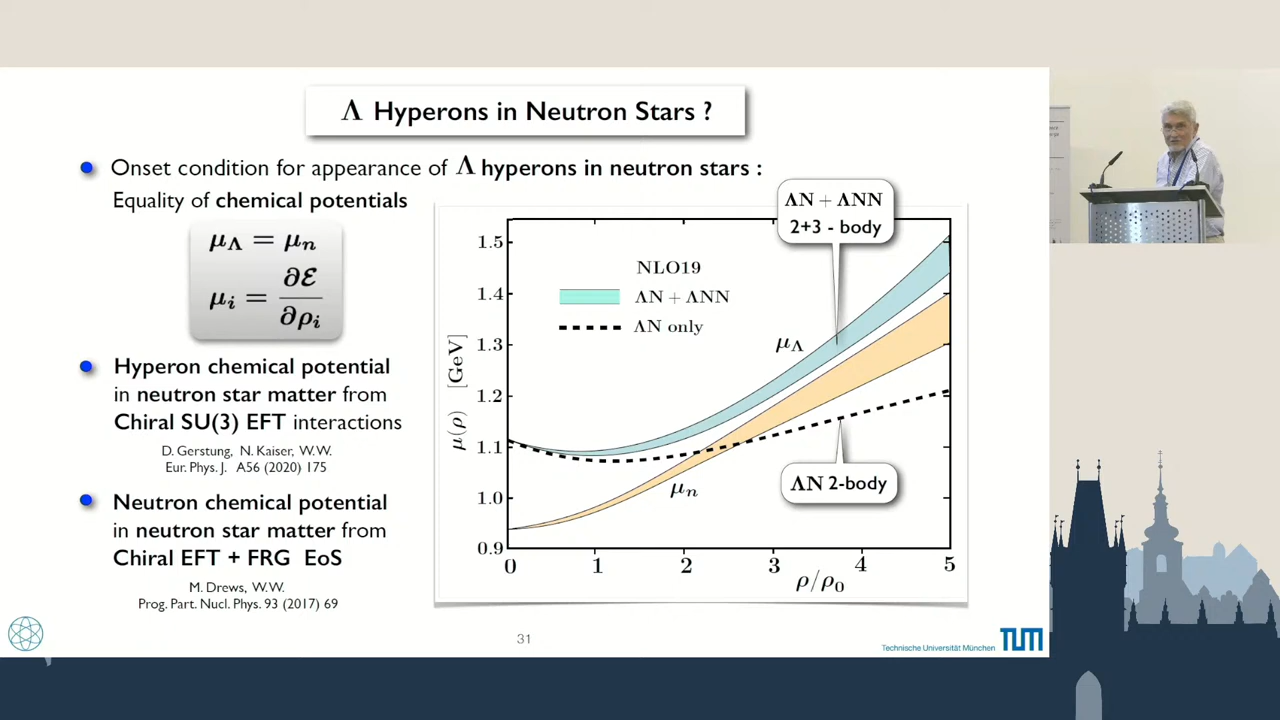 Λ Hyperons in Neutron Stars ?
Onset condition for appearance of Λ hyperons in neutron stars :
Equality of chemical potentials
μ_Λ = μ_n
μ_i = ∂ℰ / ∂ρ_i
Hyperon chemical potential
in neutron star matter from
Chiral SU(3) EFT interactions
D. Gerstung, N. Kaiser, W.W.
Eur. Phys. J. A56 (2020) 175
Neutron chemical potential
in neutron star matter from
Chiral EFT + FRG EoS
M. Drews, W.W.
Prog. Part. Nucl. Phys. 93 (2017) 69
ΛN + ΛNN
2+3 - body
NLO19
ΛN + ΛNN
ΛN only
μ_Λ
μ_n
ΛN 2-body
μ(ρ) [GeV]
1.5
1.4
1.3
1.2
1.1
1.0
0.9
0 1 2 3 4 5
ρ/ρ_0
31
Technische Universität München
TUM